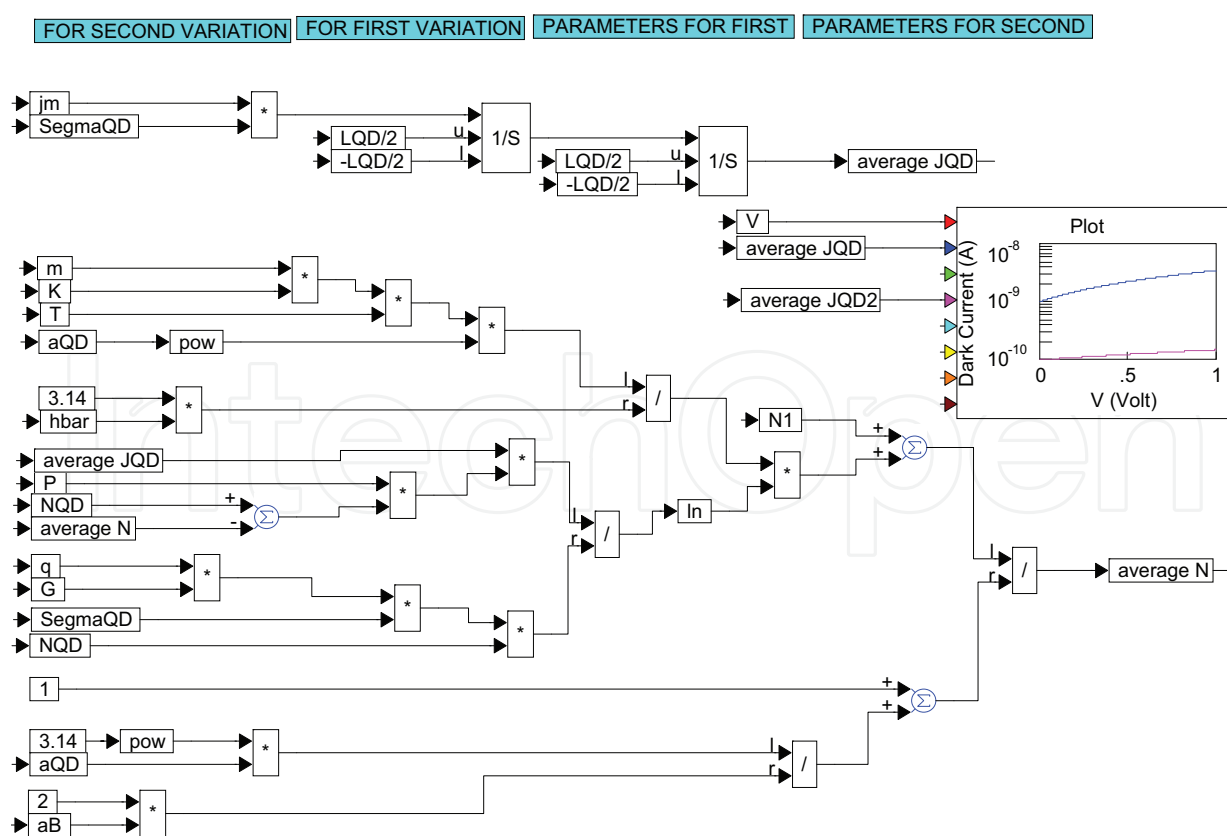 FOR SECOND VARIATION FOR FIRST VARIATION PARAMETERS FOR FIRST PARAMETERS FOR SECOND
jm
*
SegmaQD
LQD/2
u
-LQD/2
l
1/S
LQD/2
u
-LQD/2
l
1/S
average JQD
V
average JQD
average JQD2
Plot
Dark Current (A)
10-8
10-9
10-10
0 .5 1
V (Volt)
m
K
*
T
*
aQD
pow
*
3.14
hbar
*
l
r
/
N1
+
+
Σ
*
average JQD
P
NQD
+
average N
-
Σ
*
*
l
r
/
ln
q
G
*
SegmaQD
*
NQD
*
l
r
/
average N
1
+
+
Σ
3.14
pow
aQD
*
l
r
/
2
aB
*
IntechOpen